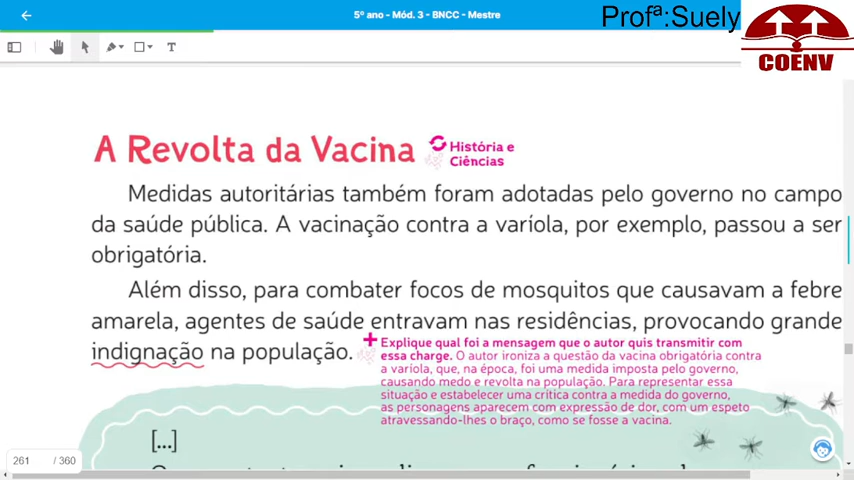 5º ano - Mód. 3 - BNCC - Mestre
Profª:Suely
COENV
T
A Revolta da Vacina
História e
Ciências
Medidas autoritárias também foram adotadas pelo governo no campo
da saúde pública. A vacinação contra a varíola, por exemplo, passou a ser
obrigatória.
Além disso, para combater focos de mosquitos que causavam a febre
amarela, agentes de saúde entravam nas residências, provocando grande
indignação na população.
Explique qual foi a mensagem que o autor quis transmitir com
essa charge. O autor ironiza a questão da vacina obrigatória contra
a varíola, que, na época, foi uma medida imposta pelo governo,
causando medo e revolta na população. Para representar essa
situação e estabelecer uma crítica contra a medida do governo,
as personagens aparecem com expressão de dor, com um espeto
atravessando-lhes o braço, como se fosse a vacina.
[...]
261 / 360